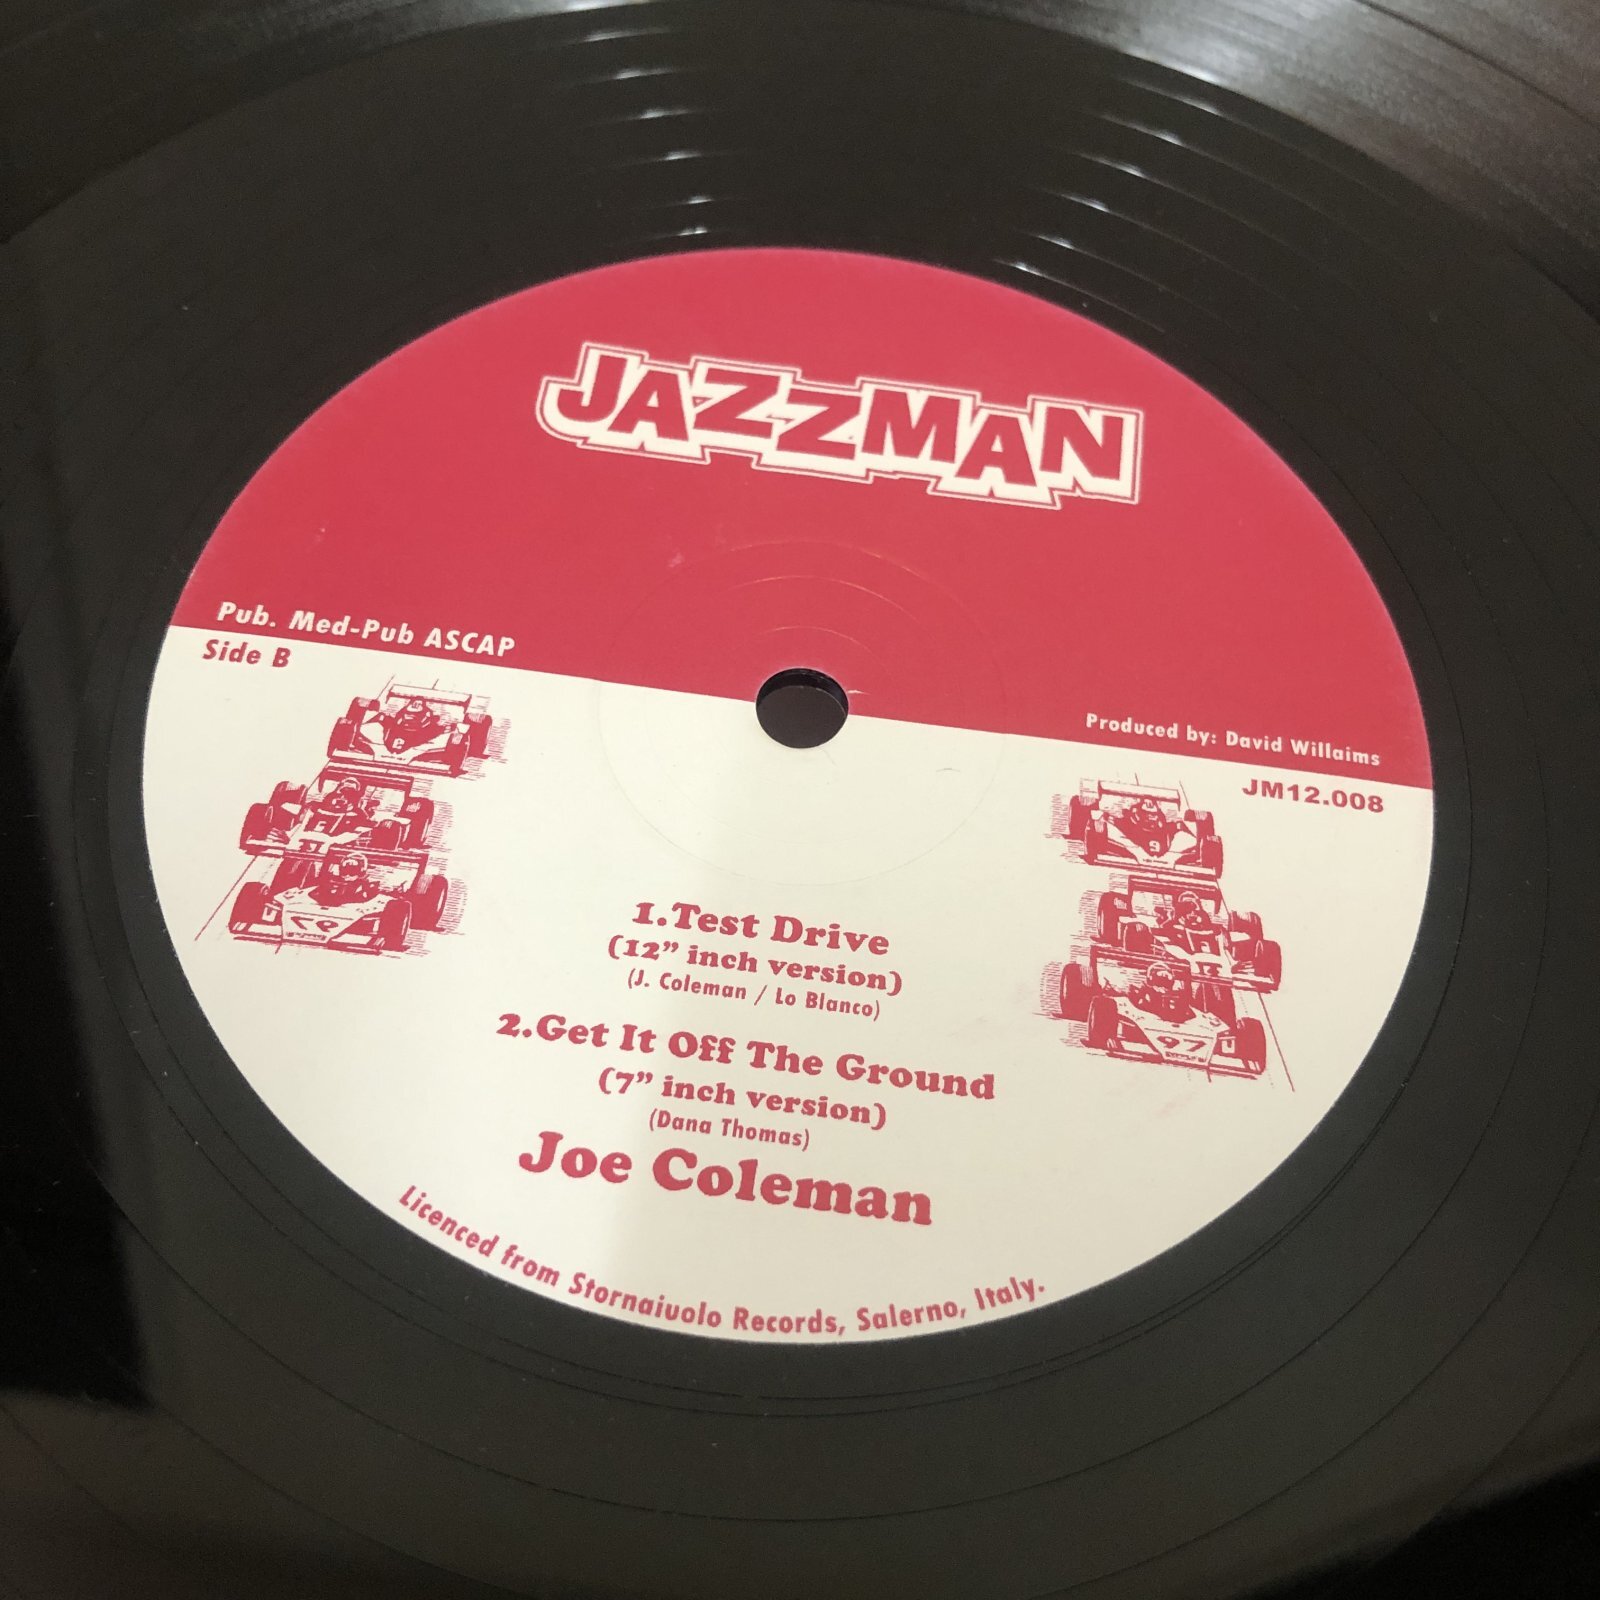 JAZZMAN
Pub. Med-Pub ASCAP
Side B
Produced by: David Willaims
JM12.008
1.Test Drive
(12” inch version)
(J. Coleman / Lo Blanco)
2.Get It Off The Ground
(7” inch version)
(Dana Thomas)
Joe Coleman
Licenced from Stornaiuolo Records, Salerno, Italy.
9
97